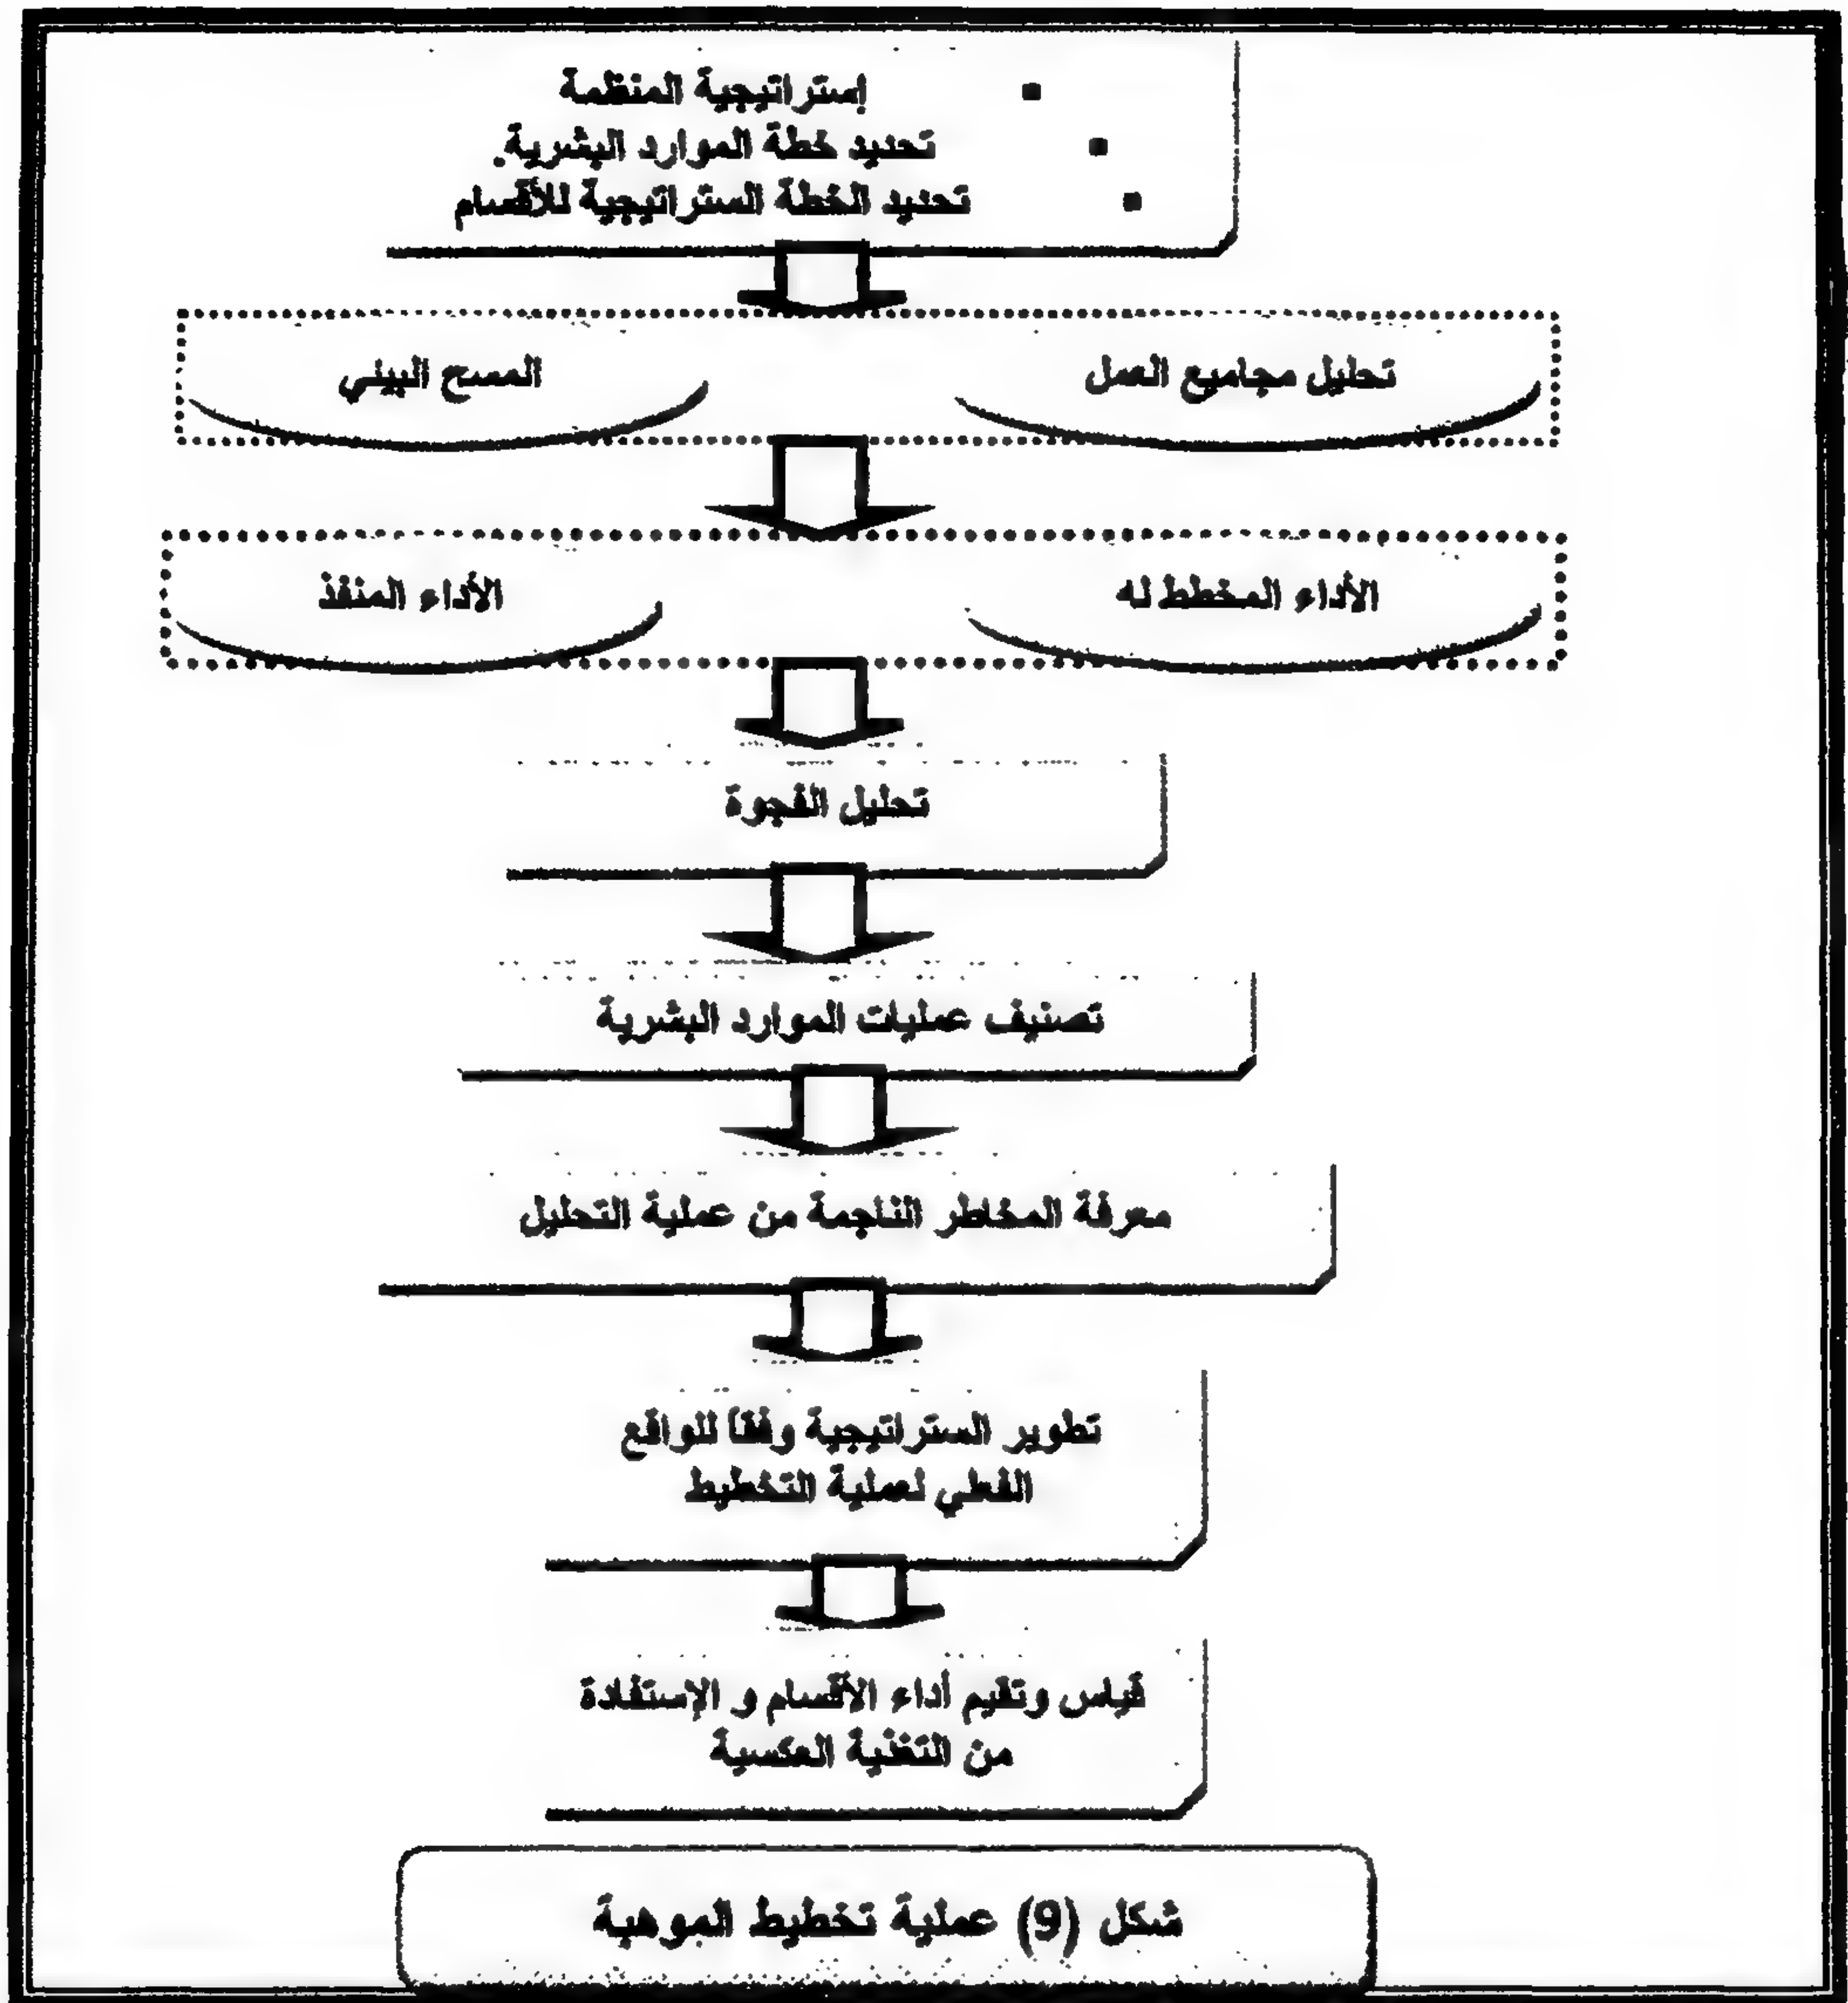 ▪ إستراتيجية المنظمة
▪ تحديد خطة الموارد البشرية.
▪ تحديد الخطة الستراتيجية للأقسام
تحليل مجاميع العمل
المسح البيئي
الأداء المخطط له
الأداء المنفذ
تحليل الفجوة
تصنيف عمليات الموارد البشرية
معرفة المخاطر الناجمة من عملية التحليل
تطوير الستراتيجية وفقاً للواقع
الفعلي لعملية التخطيط
قياس وتقيم أداء الأقسام و الإستفادة
من التغذية العكسية
شكل (9) عملية تخطيط الموهبة